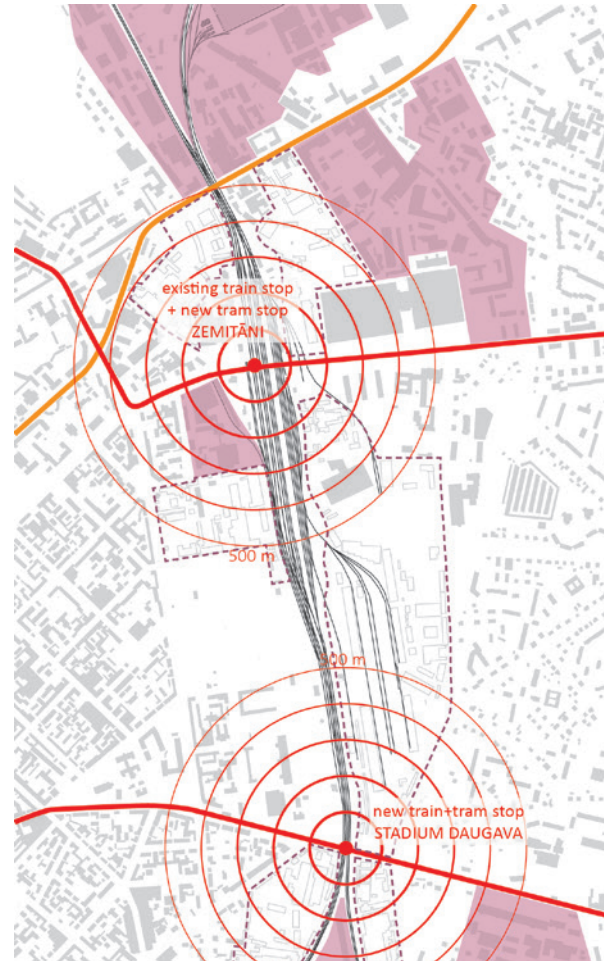 existing train stop
+ new tram stop
ZEMITĀNI
500 m
500 m
new train+tram stop
STADIUM DAUGAVA